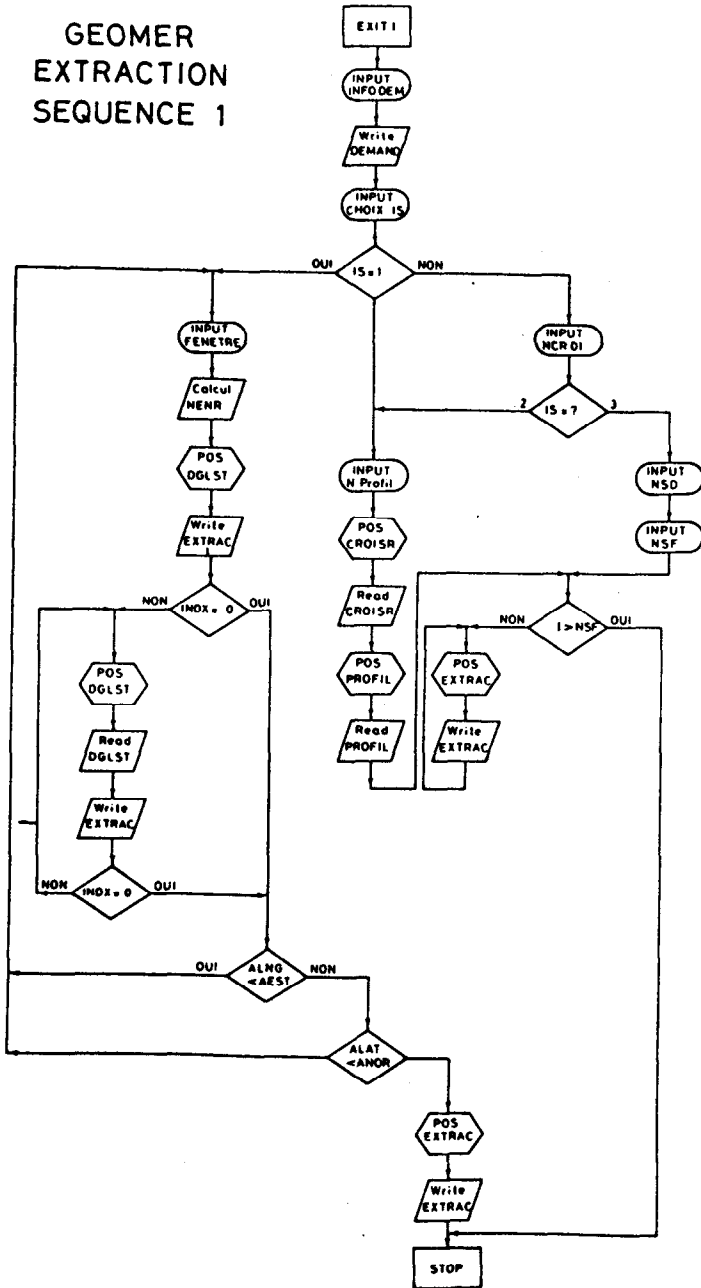 GEOMER
EXTRACTION
SEQUENCE 1
EXIT1
INPUT
INFODEM
Write
DEMAND
INPUT
CHOIX IS
OUI
IS = 1
NON
INPUT
FENETRE
INPUT
NCRDI
Calcul
NENR
2
IS = ?
3
POS
DGLST
INPUT
N Profil
INPUT
NSD
Write
EXTRAC
POS
CROISR
INPUT
NSF
NON
INOX = 0
OUI
Read
CROISR
NON
I > NSF
OUI
POS
DGLST
POS
PROFIL
POS
EXTRAC
Read
DGLST
Read
PROFIL
Write
EXTRAC
Write
EXTRAC
NON
INOX = 0
OUI
OUI
ALNG
<AEST
NON
ALAT
<ANOR
POS
EXTRAC
Write
EXTRAC
STOP